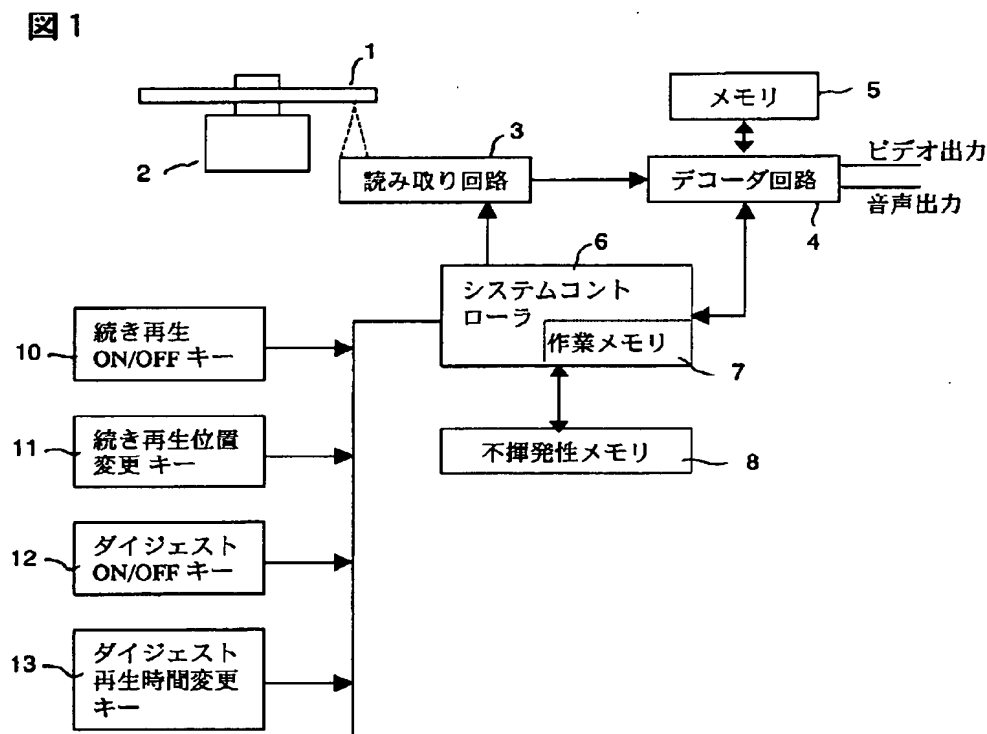 図1
1
メモリ
5
2
3
読み取り回路
デコーダ回路
ビデオ出力
音声出力
4
6
システムコント
ローラ
作業メモリ
7
10
続き再生
ON/OFF キー
11
続き再生位置
変更 キー
不揮発性メモリ
8
12
ダイジェスト
ON/OFF キー
13
ダイジェスト
再生時間変更
キー